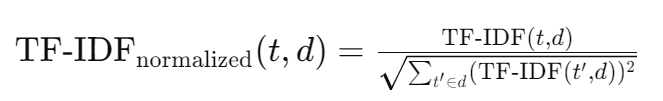 TF-IDF_normalized(t, d) = TF-IDF(t,d) / √(∑_{t′∈d}(TF-IDF(t′,d))²)